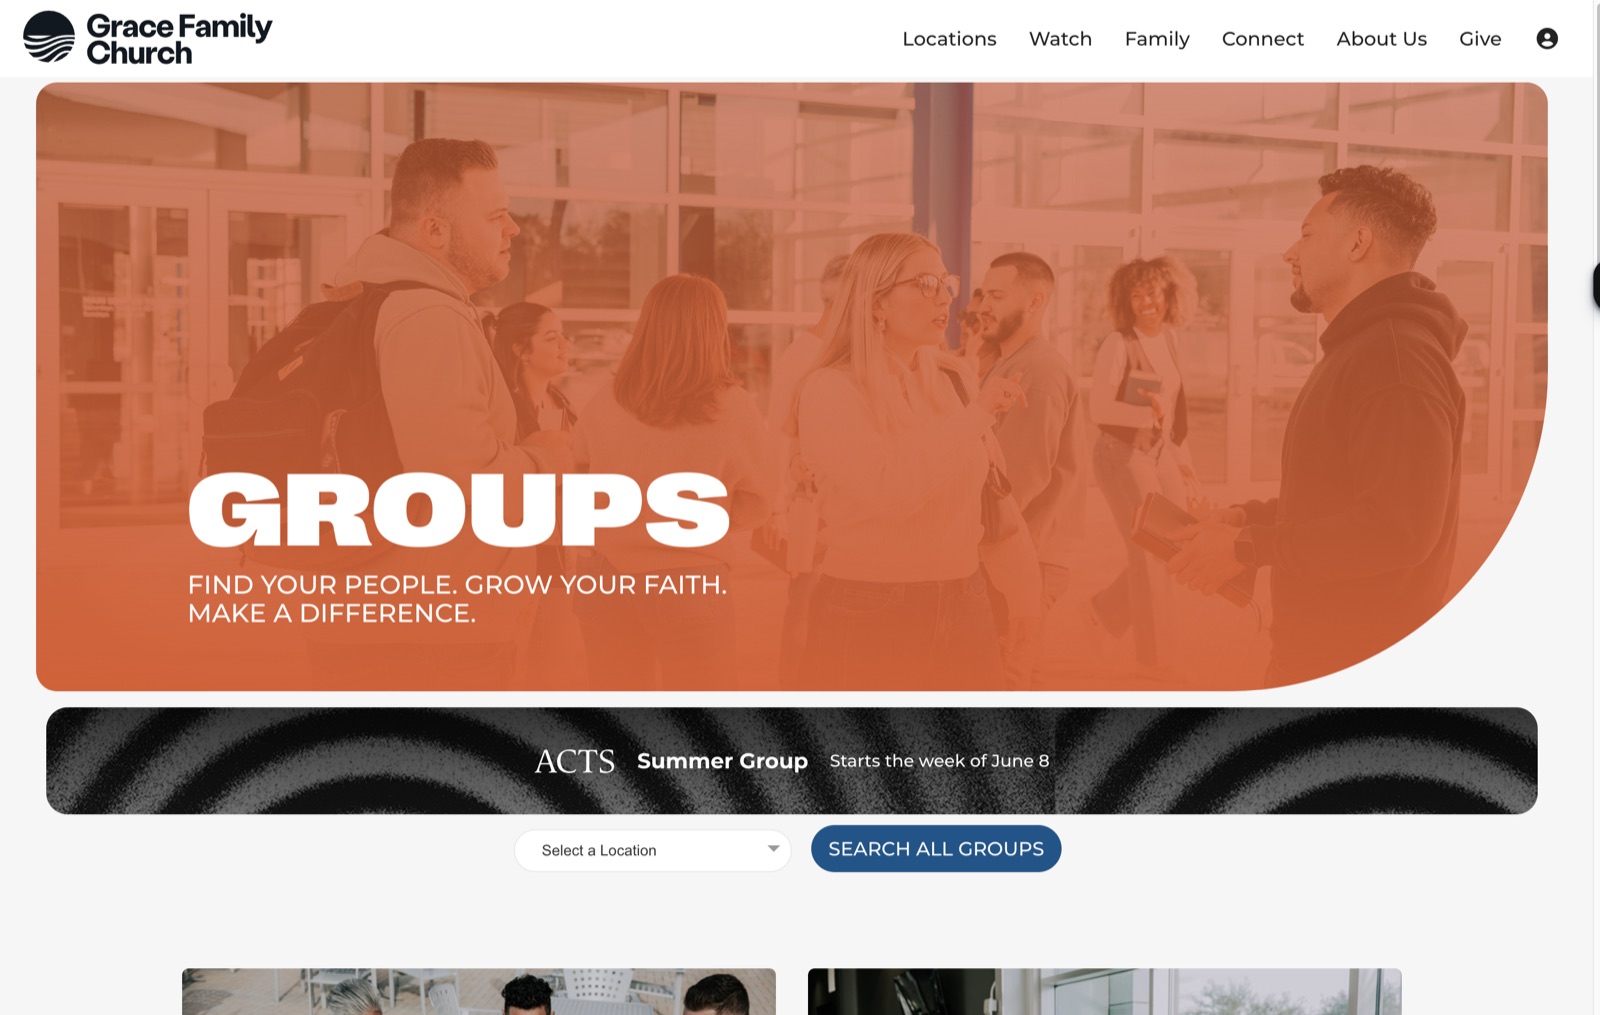 Grace Family
Church
Locations
Watch
Family
Connect
About Us
Give
GROUPS
FIND YOUR PEOPLE. GROW YOUR FAITH.
MAKE A DIFFERENCE.
ACTS Summer Group Starts the week of June 8
Select a Location
SEARCH ALL GROUPS